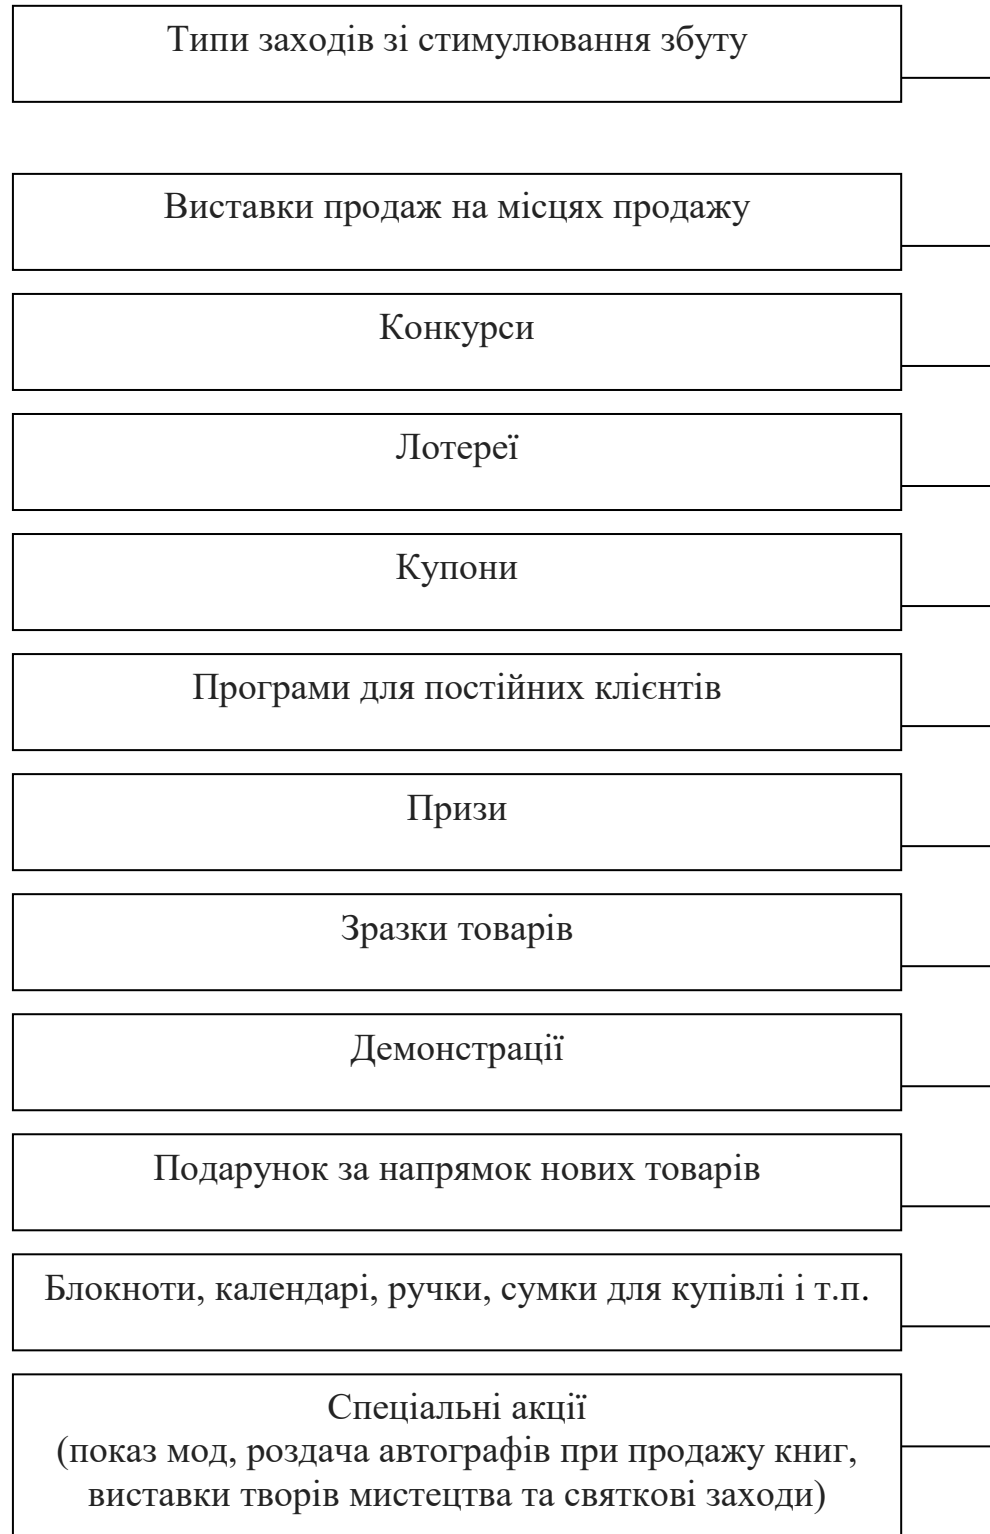 Типи заходів зі стимулювання збуту
Виставки продаж на місцях продажу
Конкурси
Лотереї
Купони
Програми для постійних клієнтів
Призи
Зразки товарів
Демонстрації
Подарунок за напрямок нових товарів
Блокноти, календарі, ручки, сумки для купівлі і т.п.
Спеціальні акції
(показ мод, роздача автографів при продажу книг,
виставки творів мистецтва та святкові заходи)